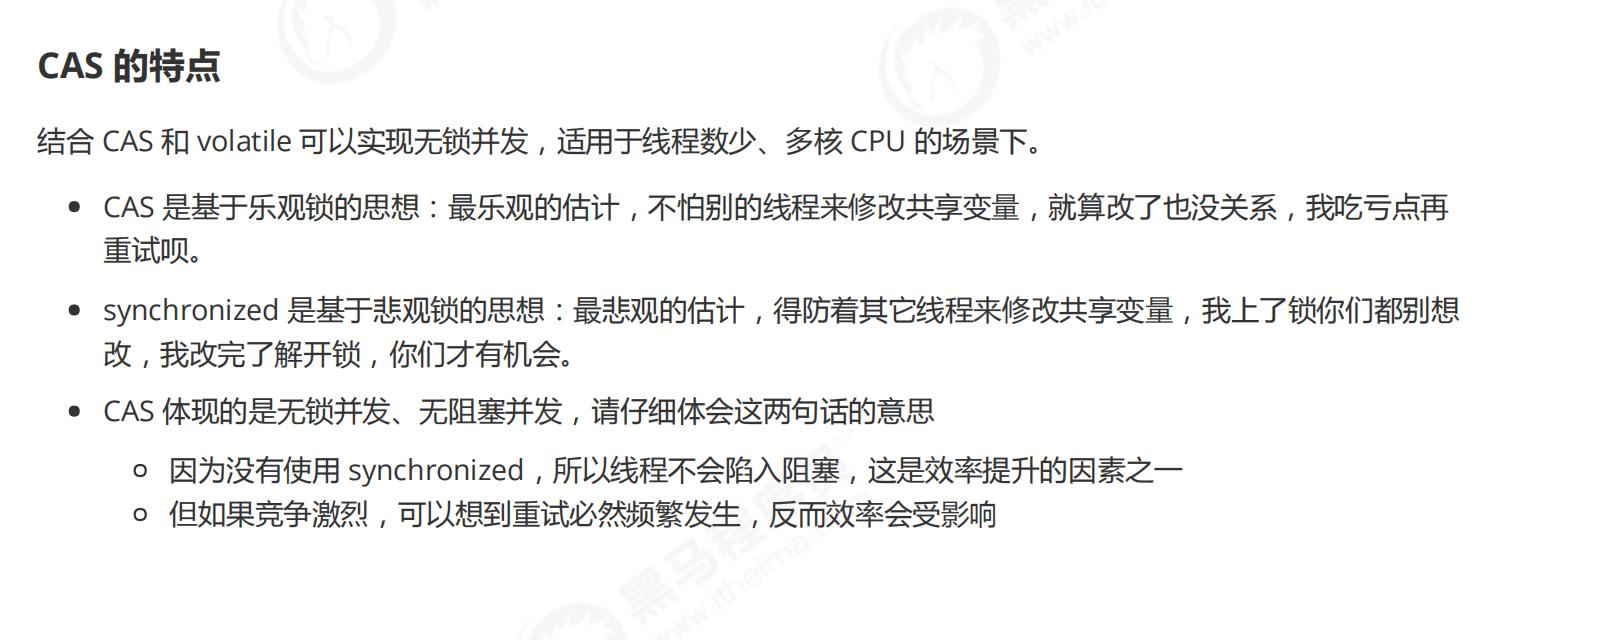 CAS 的特点
结合 CAS 和 volatile 可以实现无锁并发，适用于线程数少、多核 CPU 的场景下。
CAS 是基于乐观锁的思想：最乐观的估计，不怕别的线程来修改共享变量，就算改了也没关系，我吃亏点再
重试呗。
synchronized 是基于悲观锁的思想：最悲观的估计，得防着其它线程来修改共享变量，我上了锁你们都别想
改，我改完了解开锁，你们才有机会。
CAS 体现的是无锁并发、无阻塞并发，请仔细体会这两句话的意思
因为没有使用 synchronized，所以线程不会陷入阻塞，这是效率提升的因素之一
但如果竞争激烈，可以想到重试必然频繁发生，反而效率会受影响
黑马程序员
www.itheima.com